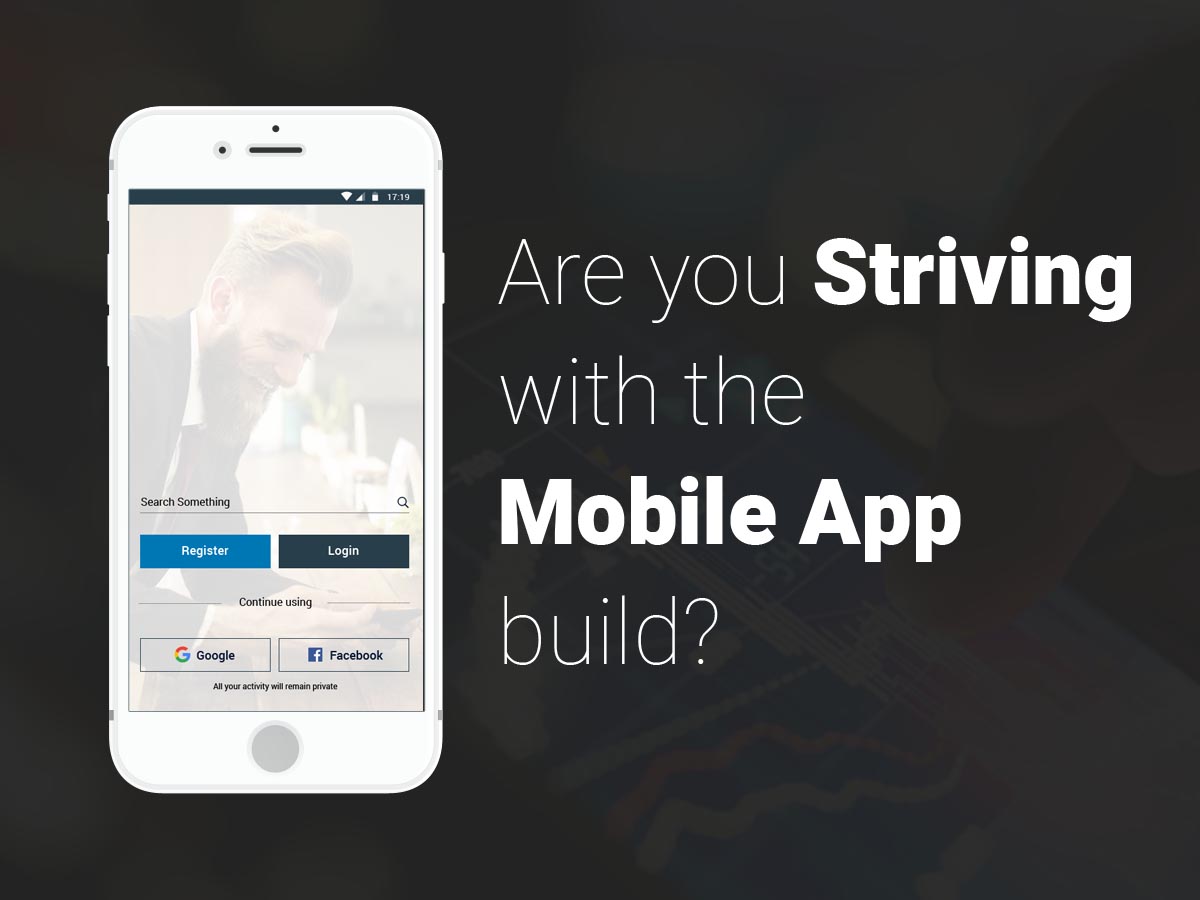 17:19
Search Something
Register Login
Continue using
Google Facebook
All your activity will remain private
Are you Striving
with the
Mobile App
build?